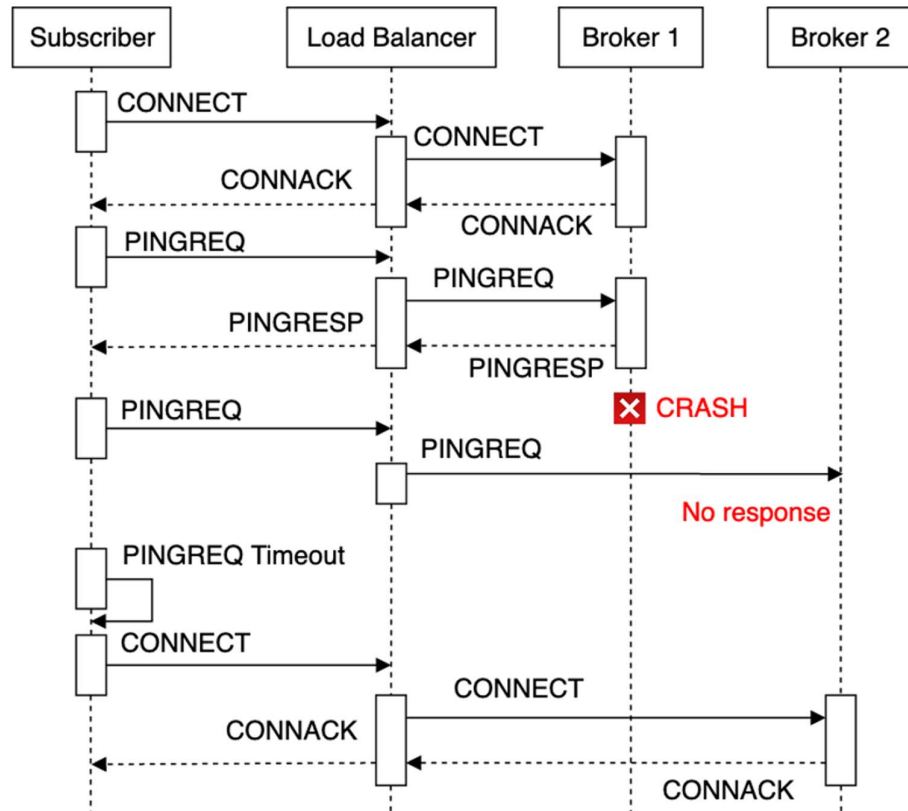 Subscriber
Load Balancer
Broker 1
Broker 2
CONNECT
CONNECT
CONNACK
CONNACK
PINGREQ
PINGREQ
PINGRESP
PINGRESP
CRASH
PINGREQ
PINGREQ
No response
PINGREQ Timeout
CONNECT
CONNECT
CONNACK
CONNACK